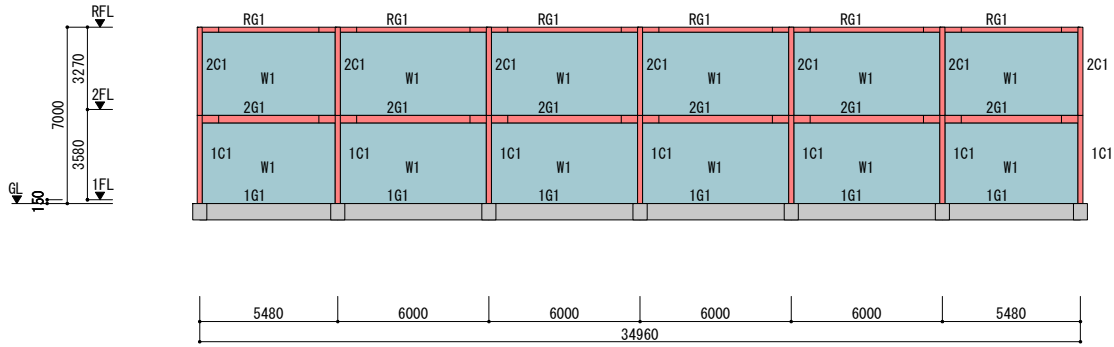 RFL RG1 RG1 RG1 RG1 RG1 RG1
3270 2C1 2C1 2C1 2C1 2C1 2C1 2C1
W1 W1 W1 W1 W1 W1
2FL
7000 2G1 2G1 2G1 2G1 2G1 2G1
3580 1C1 1C1 1C1 1C1 1C1 1C1 1C1
W1 W1 W1 W1 W1 W1
GL 150 1FL 1G1 1G1 1G1 1G1 1G1 1G1
5480 6000 6000 6000 6000 5480
34960